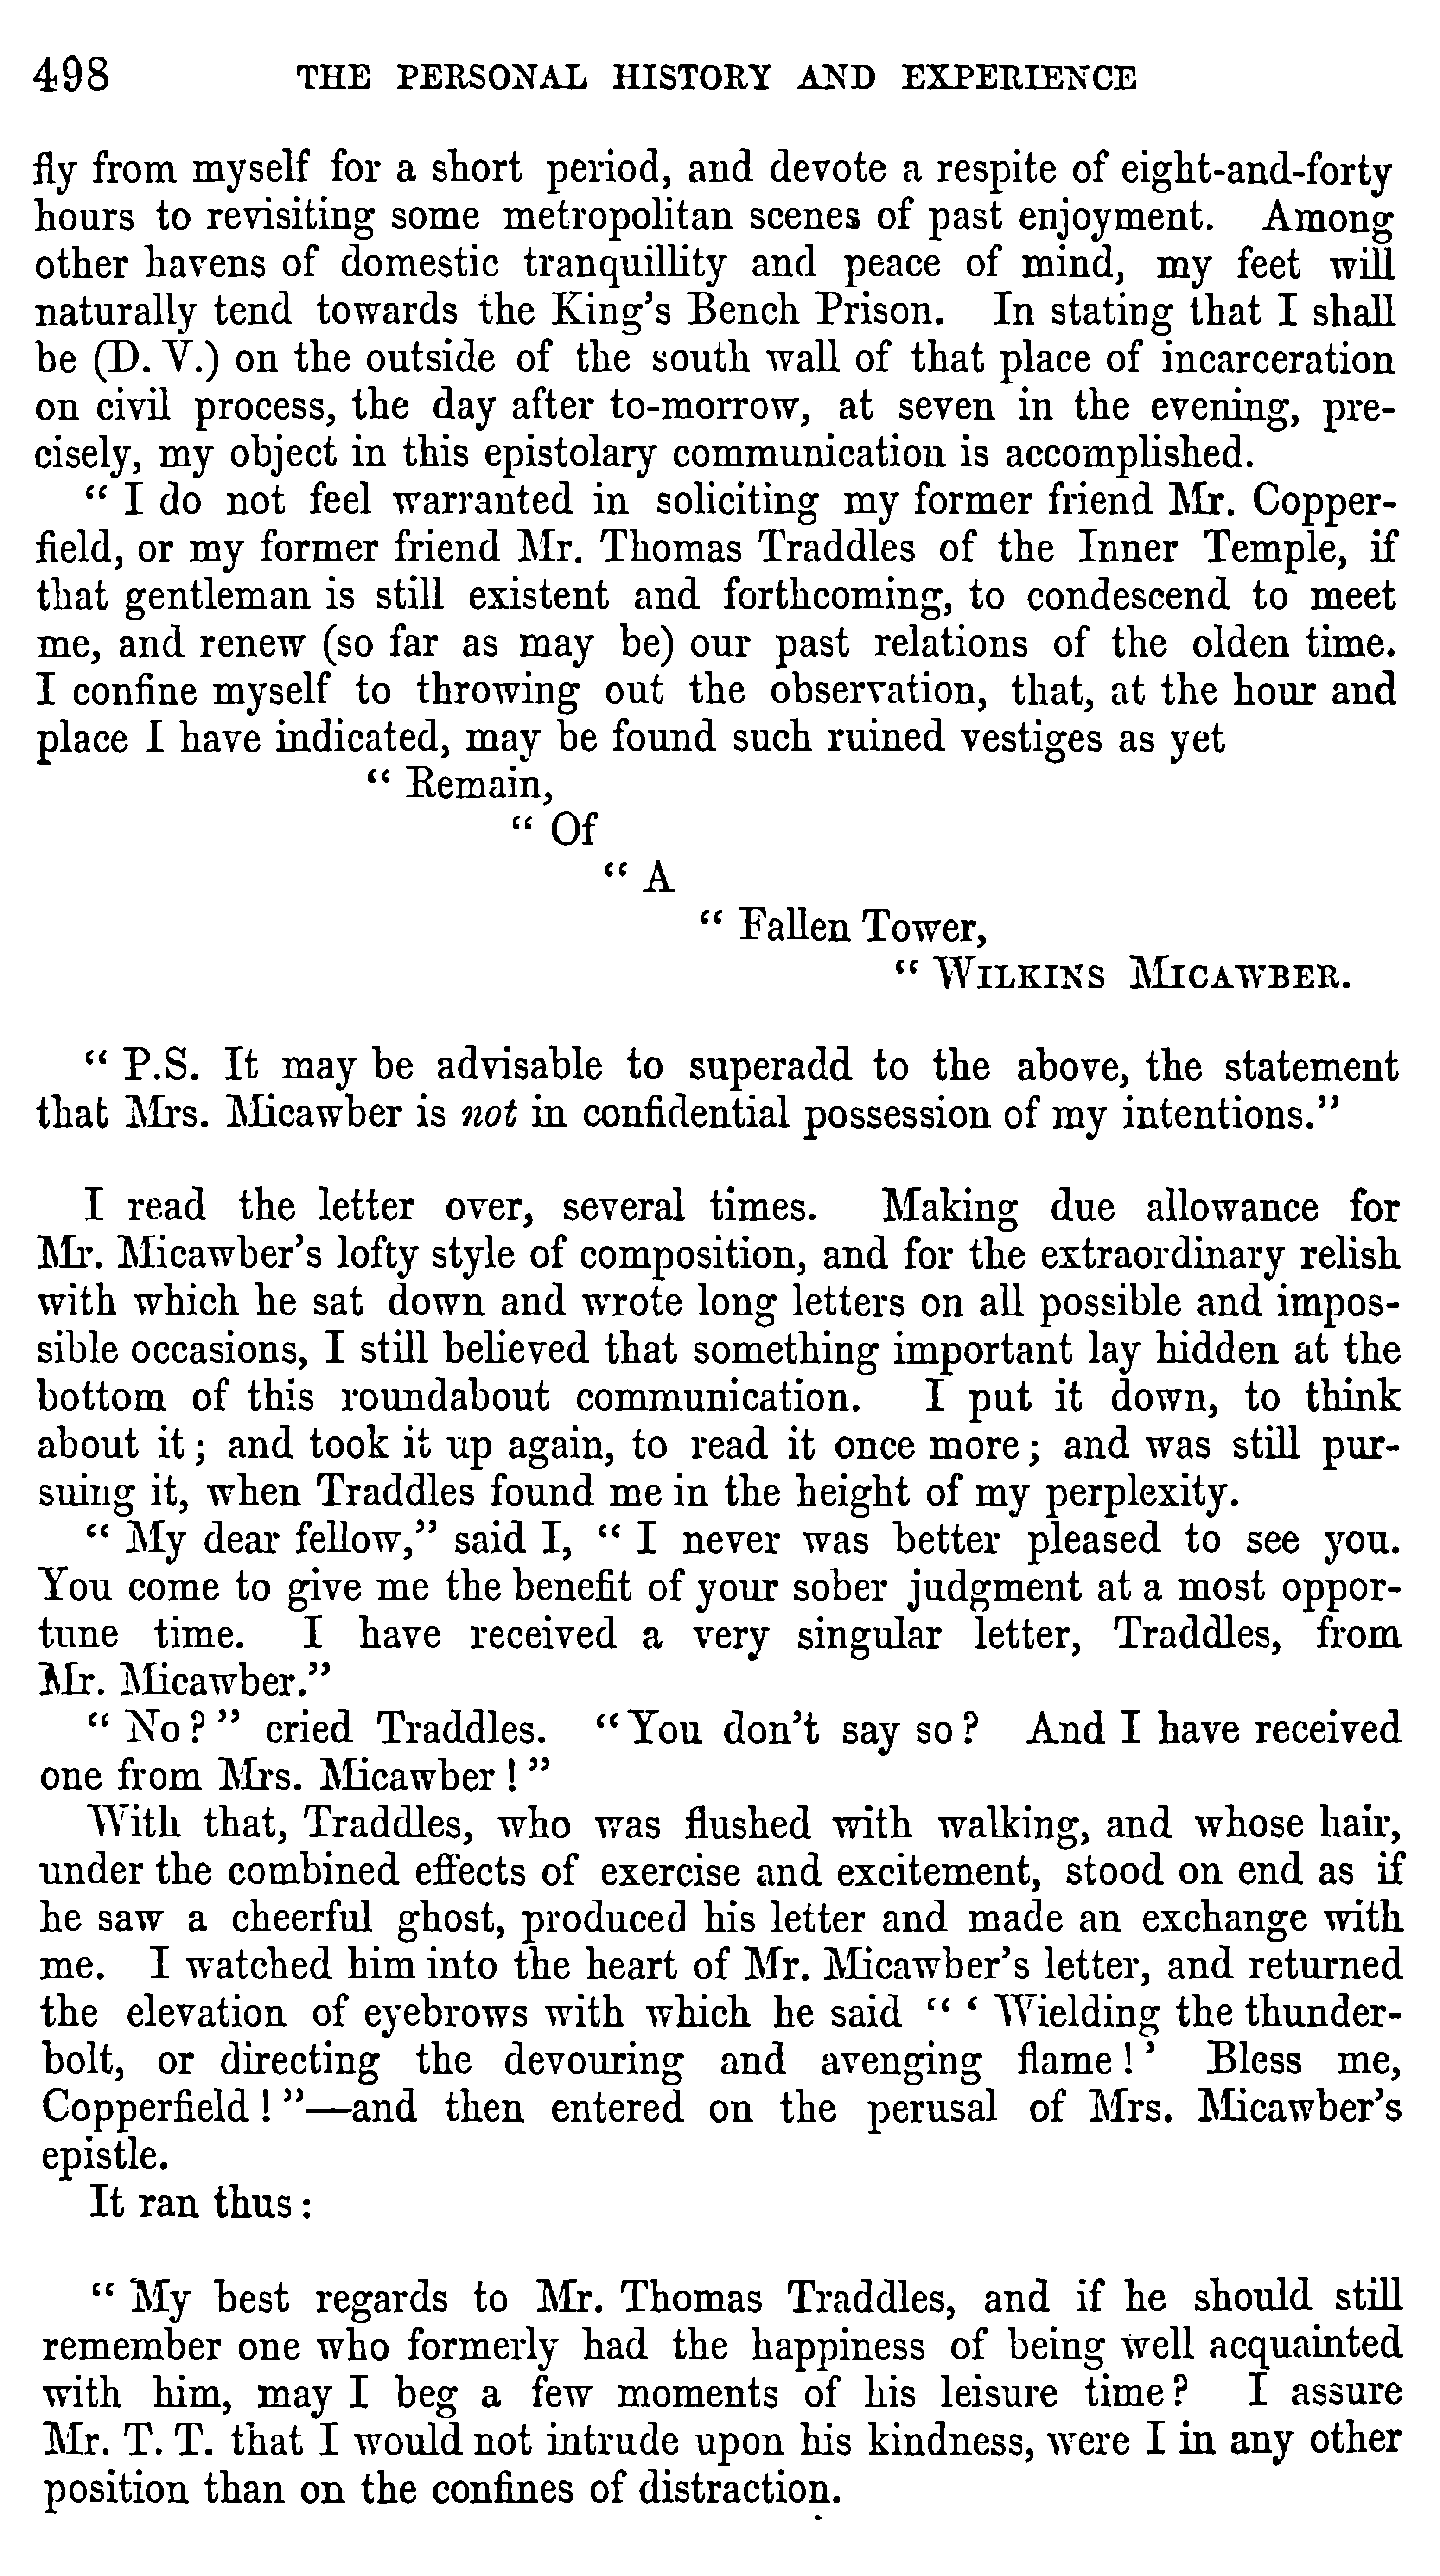 498 THE PERSONAL HISTORY AND EXPERIENCE
fly from myself for a short period, and devote a respite of eight-and-forty
hours to revisiting some metropolitan scenes of past enjoyment. Among
other havens of domestic tranquillity and peace of mind, my feet will
naturally tend towards the King's Bench Prison. In stating that I shall
be (D. V.) on the outside of the south wall of that place of incarceration
on civil process, the day after to-morrow, at seven in the evening, pre-
cisely, my object in this epistolary communication is accomplished.
“ I do not feel warranted in soliciting my former friend Mr. Copper-
field, or my former friend Mr. Thomas Traddles of the Inner Temple, if
that gentleman is still existent and forthcoming, to condescend to meet
me, and renew (so far as may be) our past relations of the olden time.
I confine myself to throwing out the observation, that, at the hour and
place I have indicated, may be found such ruined vestiges as yet
“ Remain,
“ Of
“ A
“ Fallen Tower,
“ WILKINS MICAWBER.
“ P.S. It may be advisable to superadd to the above, the statement
that Mrs. Micawber is not in confidential possession of my intentions.”
I read the letter over, several times. Making due allowance for
Mr. Micawber's lofty style of composition, and for the extraordinary relish
with which he sat down and wrote long letters on all possible and impos-
sible occasions, I still believed that something important lay hidden at the
bottom of this roundabout communication. I put it down, to think
about it ; and took it up again, to read it once more ; and was still pur-
suing it, when Traddles found me in the height of my perplexity.
“ My dear fellow,” said I, “ I never was better pleased to see you.
You come to give me the benefit of your sober judgment at a most oppor-
tune time. I have received a very singular letter, Traddles, from
Mr. Micawber.”
“ No ? ” cried Traddles. “ You don't say so ? And I have received
one from Mrs. Micawber ! ”
With that, Traddles, who was flushed with walking, and whose hair,
under the combined effects of exercise and excitement, stood on end as if
he saw a cheerful ghost, produced his letter and made an exchange with
me. I watched him into the heart of Mr. Micawber's letter, and returned
the elevation of eyebrows with which he said “ ‘ Wielding the thunder-
bolt, or directing the devouring and avenging flame ! ’ Bless me,
Copperfield ! ”—and then entered on the perusal of Mrs. Micawber's
epistle.
It ran thus :
“ My best regards to Mr. Thomas Traddles, and if he should still
remember one who formerly had the happiness of being well acquainted
with him, may I beg a few moments of his leisure time ? I assure
Mr. T. T. that I would not intrude upon his kindness, were I in any other
position than on the confines of distraction.